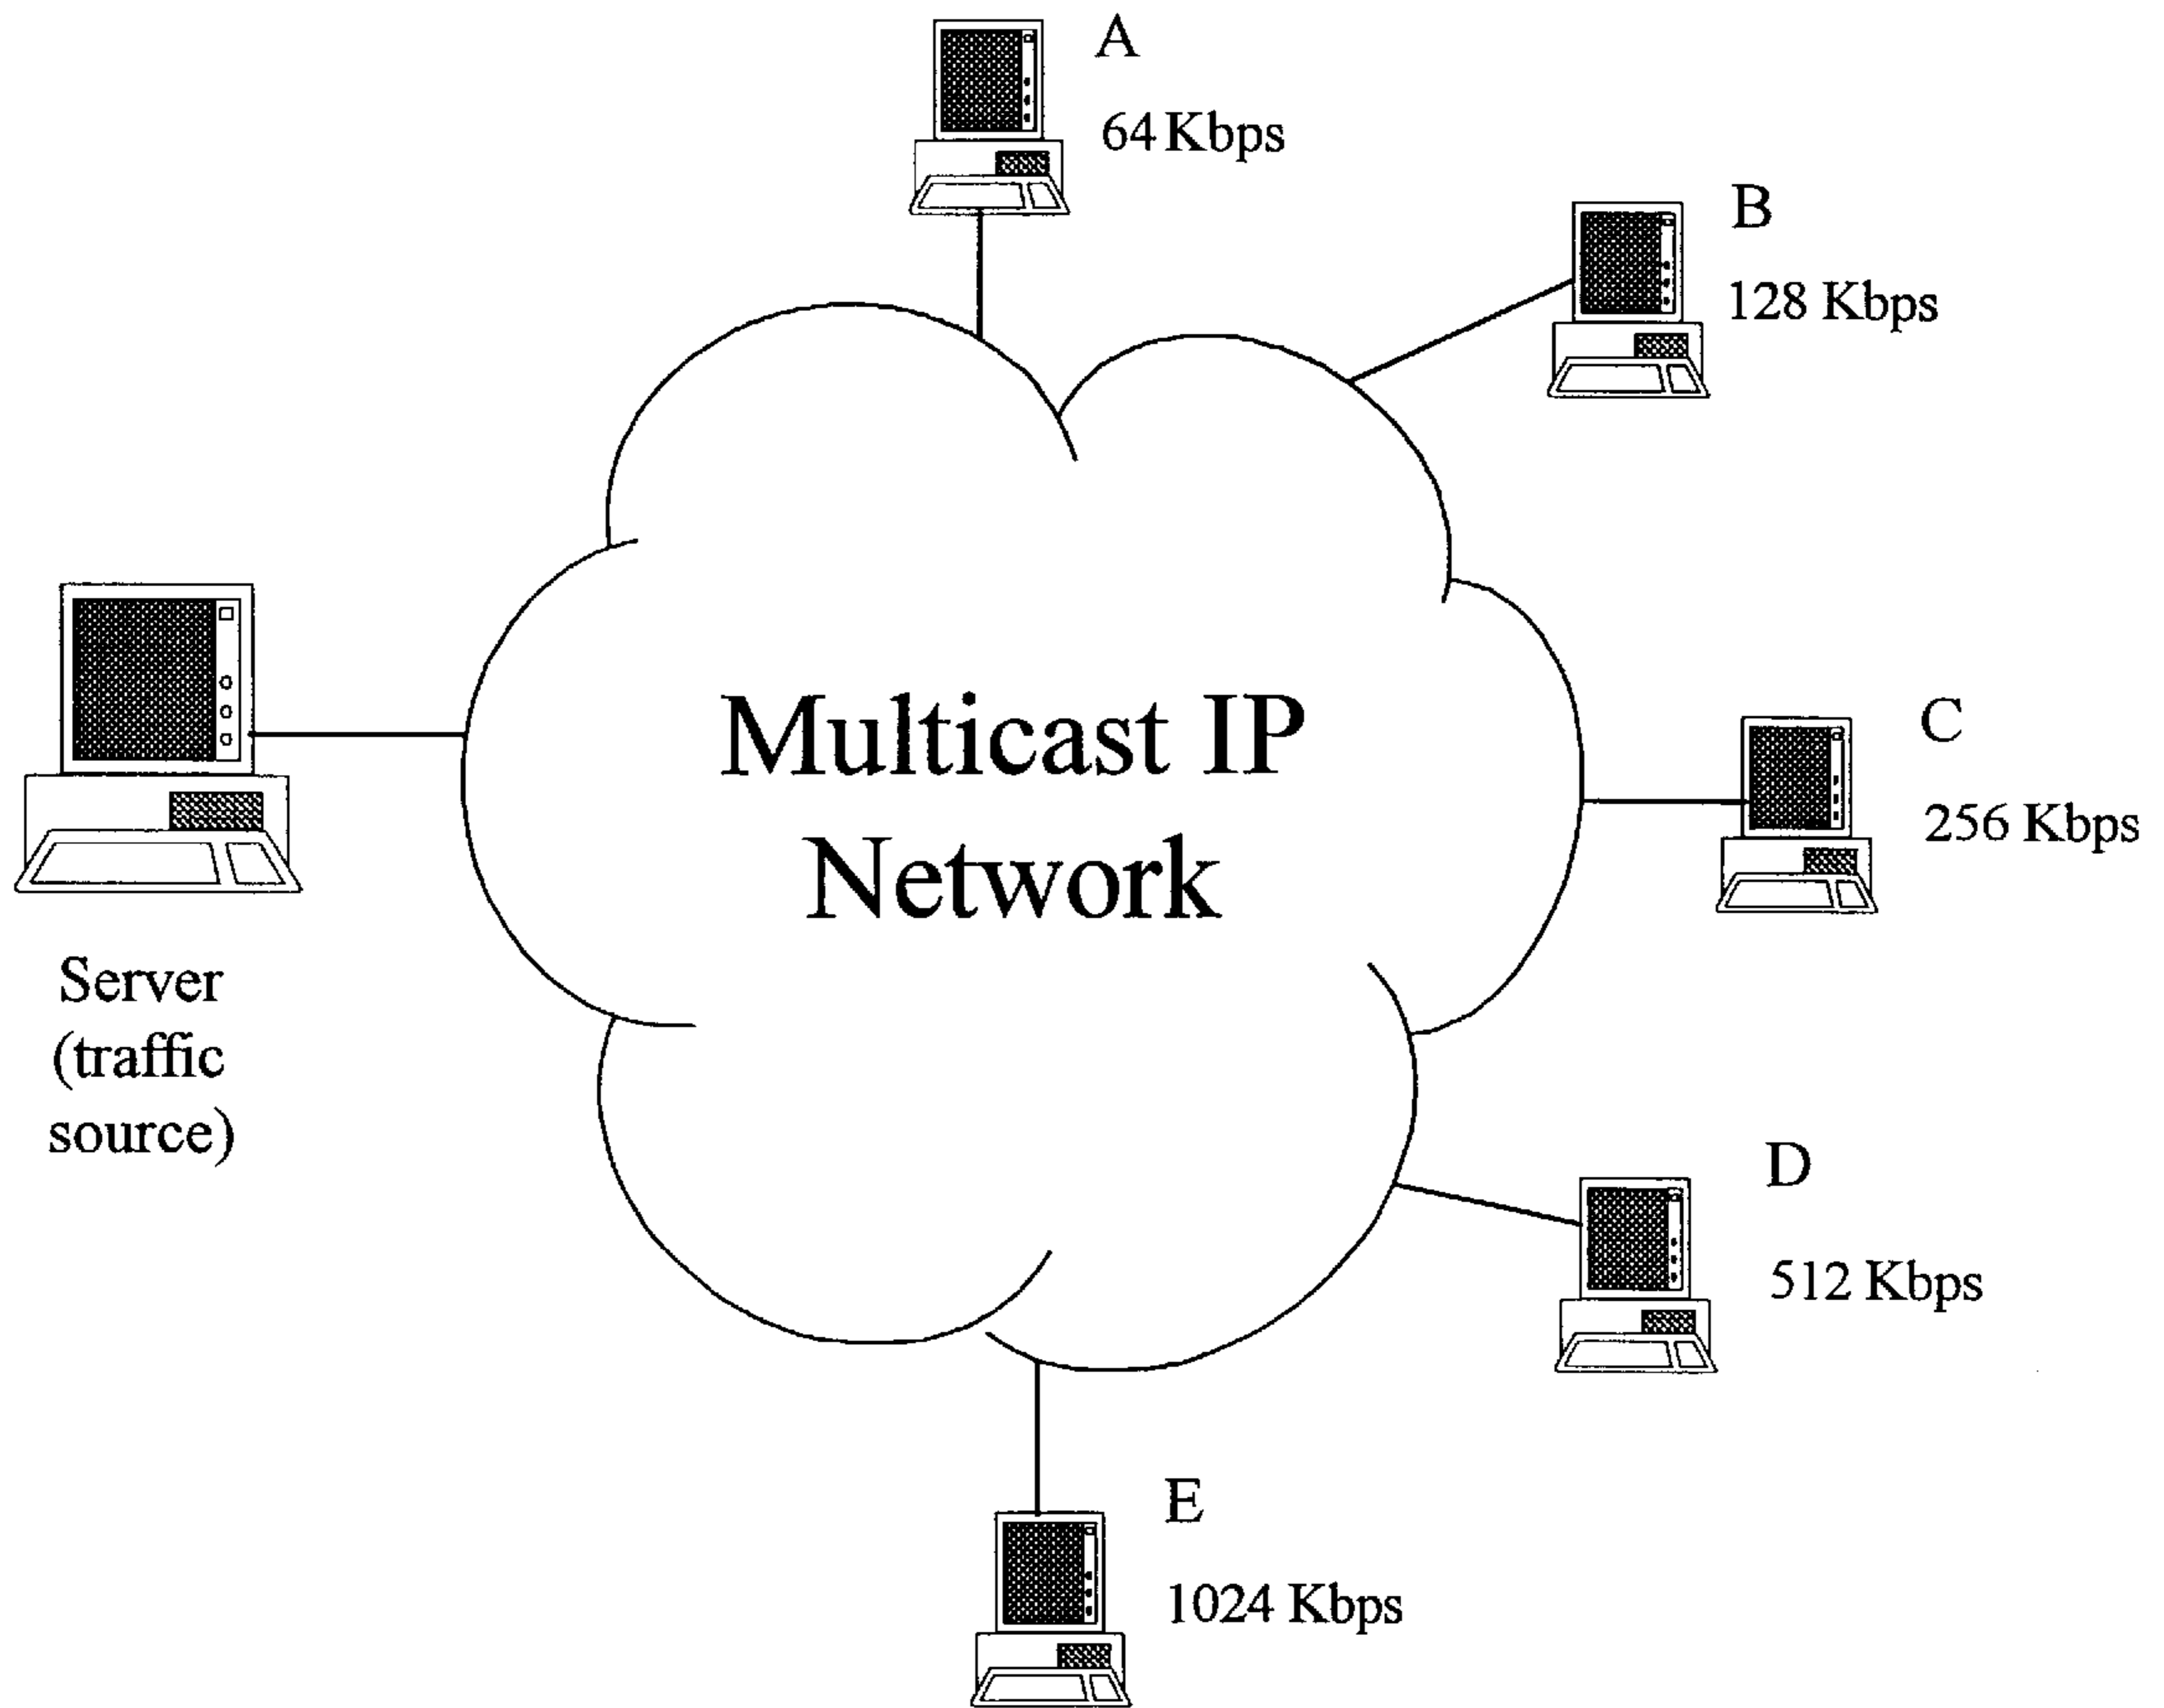 A
64 Kbps
B
128 Kbps
Multicast IP
Network
C
256 Kbps
Server
(traffic
source)
D
512 Kbps
E
1024 Kbps